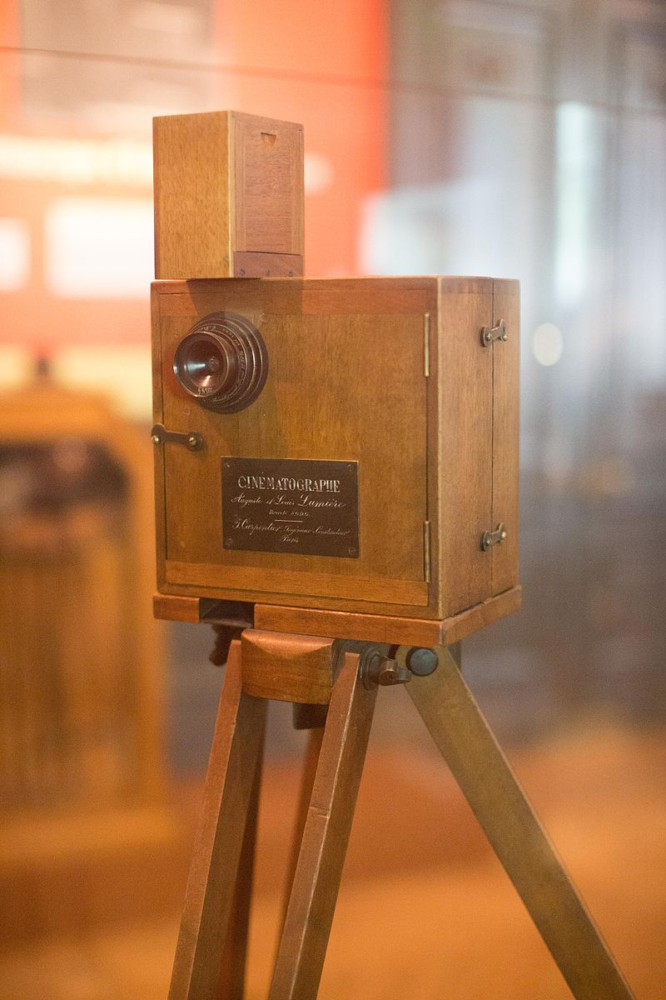 CINÉMATOGRAPHE
Auguste et Louis Lumière
Breveté S.G.D.G.
J. Carpentier, Ingénieur-Constructeur
Paris